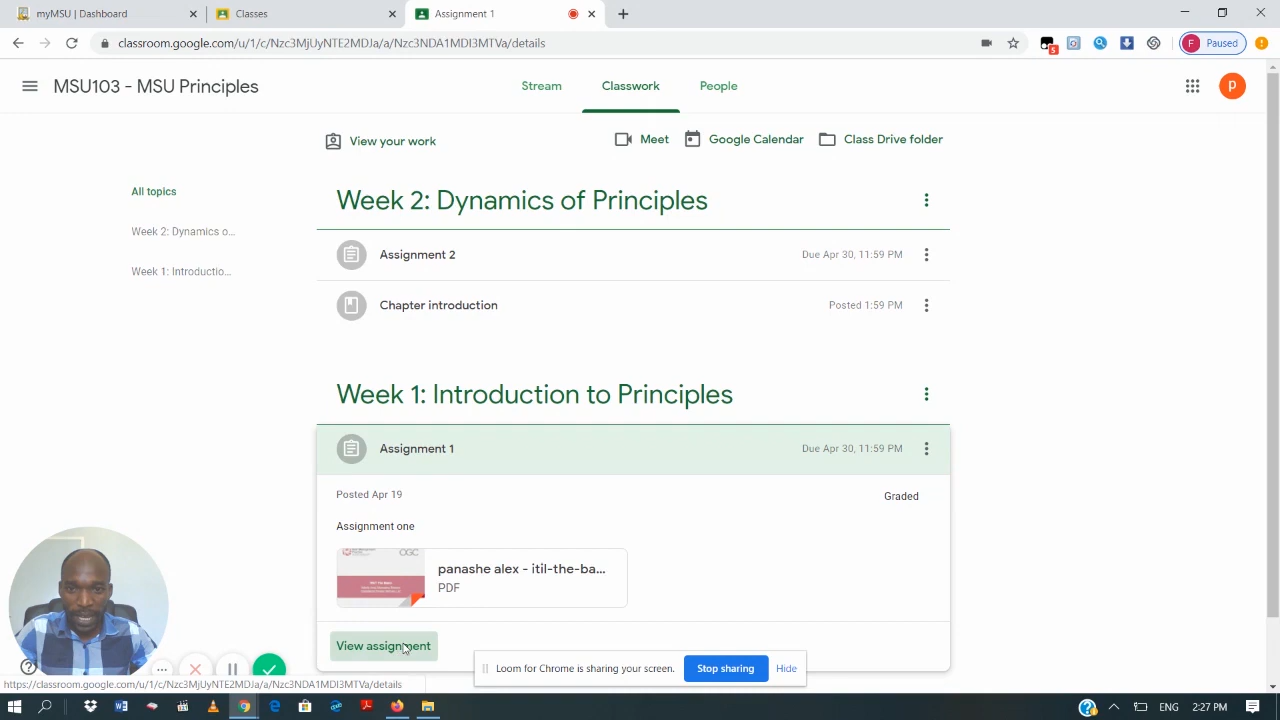 myMSU | Dashboard
Classes
Assignment 1
classroom.google.com/u/1/c/Nzc3MjUyNTE2MDJa/a/Nzc3NDA1MDI3MTVa/details
5
F Paused
MSU103 - MSU Principles
Stream
Classwork
People
p
View your work
Meet
Google Calendar
Class Drive folder
All topics
Week 2: Dynamics o...
Week 1: Introductio...
Week 2: Dynamics of Principles
Assignment 2
Due Apr 30, 11:59 PM
Chapter introduction
Posted 1:59 PM
Week 1: Introduction to Principles
Assignment 1
Due Apr 30, 11:59 PM
Posted Apr 19
Graded
Assignment one
OGC
panashe alex - itil-the-ba...
PDF
View assignment
Loom for Chrome is sharing your screen.
Stop sharing
Hide
https://classroom.google.com/u/1/c/Nzc3MjUyNTE2MDJa/a/Nzc3NDA1MDI3MTVa/details
ENG
2:27 PM